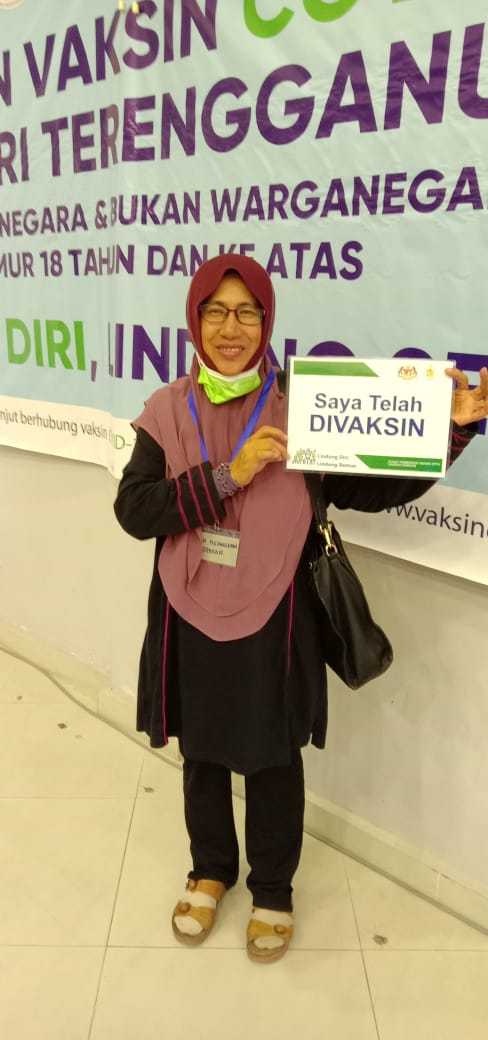 N VAKSIN CO
RI TERENGGANU
NEGARA & BUKAN WARGANEGA
MUR 18 TAHUN DAN KE ATAS
DIRI, LIN
njut berhubung vaksin
www.vaksin
Saya Telah
DIVAKSIN
Lindung Diri
Lindung Semua